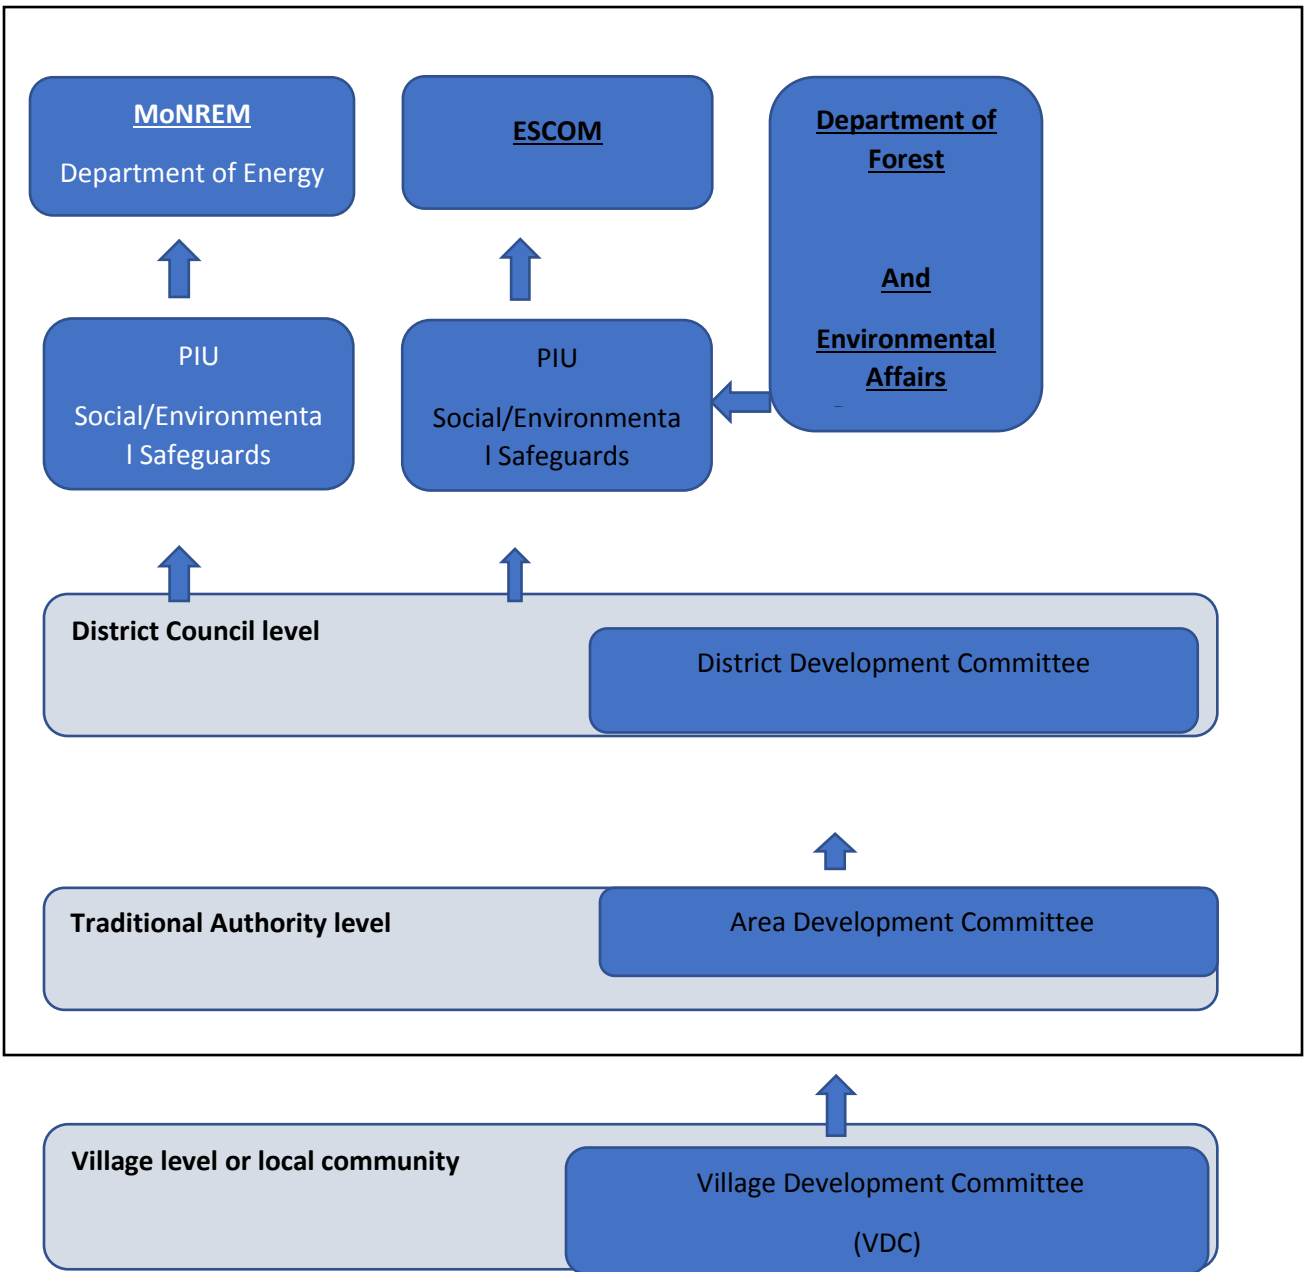 MoNREM
Department of Energy
ESCOM
Department of
Forest
And
Environmental
Affairs
PIU
Social/Environmenta
l Safeguards
PIU
Social/Environmenta
l Safeguards
District Council level
District Development Committee
Traditional Authority level
Area Development Committee
Village level or local community
Village Development Committee
(VDC)